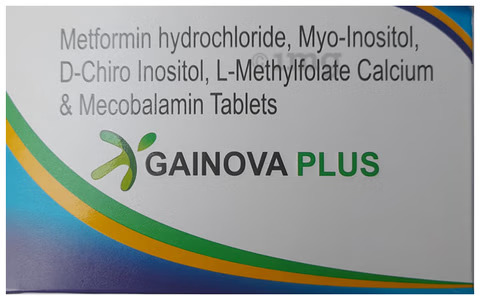 Metformin hydrochloride, Myo-Inositol,
D-Chiro Inositol, L-Methylfolate Calcium
& Mecobalamin Tablets
GAINOVA PLUS